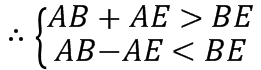 ∴ { AB + AE > BE
AB−AE < BE